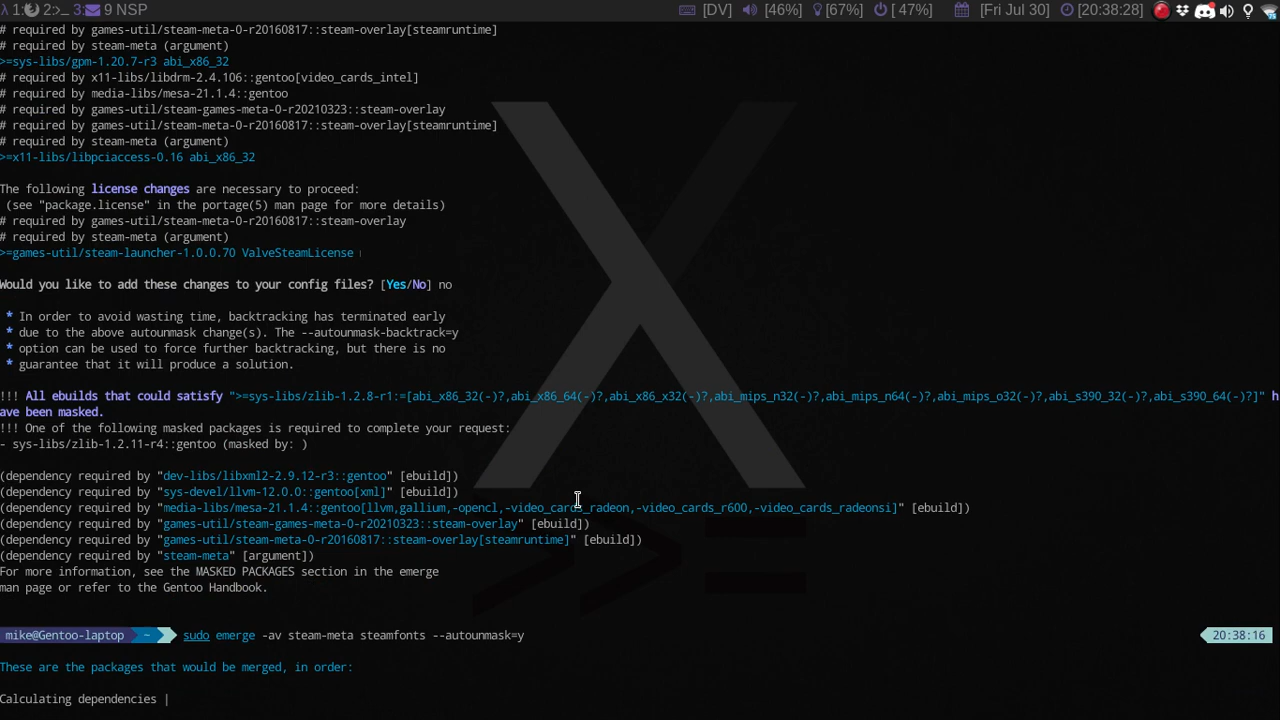 λ 1: 2:>_ 3: 9 NSP [DV] [46%] [67%] [ 47%] [Fri Jul 30] [20:38:28]
# required by games-util/steam-meta-0-r20160817::steam-overlay[steamruntime]
# required by steam-meta (argument)
>=sys-libs/gpm-1.20.7-r3 abi_x86_32
# required by x11-libs/libdrm-2.4.106::gentoo[video_cards_intel]
# required by media-libs/mesa-21.1.4::gentoo
# required by games-util/steam-games-meta-0-r20210323::steam-overlay
# required by games-util/steam-meta-0-r20160817::steam-overlay[steamruntime]
# required by steam-meta (argument)
>=x11-libs/libpciaccess-0.16 abi_x86_32
The following license changes are necessary to proceed:
(see "package.license" in the portage(5) man page for more details)
# required by games-util/steam-meta-0-r20160817::steam-overlay
# required by steam-meta (argument)
>=games-util/steam-launcher-1.0.0.70 ValveSteamLicense
Would you like to add these changes to your config files? [Yes/No] no
* In order to avoid wasting time, backtracking has terminated early
* due to the above autounmask change(s). The --autounmask-backtrack=y
* option can be used to force further backtracking, but there is no
* guarantee that it will produce a solution.
!!! All ebuilds that could satisfy ">=sys-libs/zlib-1.2.8-r1:=[abi_x86_32(-)?,abi_x86_64(-)?,abi_x86_x32(-)?,abi_mips_n32(-)?,abi_mips_n64(-)?,abi_mips_o32(-)?,abi_s390_32(-)?,abi_s390_64(-)?]" h
ave been masked.
!!! One of the following masked packages is required to complete your request:
- sys-libs/zlib-1.2.11-r4::gentoo (masked by: )
(dependency required by "dev-libs/libxml2-2.9.12-r3::gentoo" [ebuild])
(dependency required by "sys-devel/llvm-12.0.0::gentoo[xml]" [ebuild])
(dependency required by "media-libs/mesa-21.1.4::gentoo[llvm,gallium,-opencl,-video_cards_radeon,-video_cards_r600,-video_cards_radeonsi]" [ebuild])
(dependency required by "games-util/steam-games-meta-0-r20210323::steam-overlay" [ebuild])
(dependency required by "games-util/steam-meta-0-r20160817::steam-overlay[steamruntime]" [ebuild])
(dependency required by "steam-meta" [argument])
For more information, see the MASKED PACKAGES section in the emerge
man page or refer to the Gentoo Handbook.
mike@Gentoo-laptop ~ sudo emerge -av steam-meta steamfonts --autounmask=y 20:38:16
These are the packages that would be merged, in order:
Calculating dependencies |